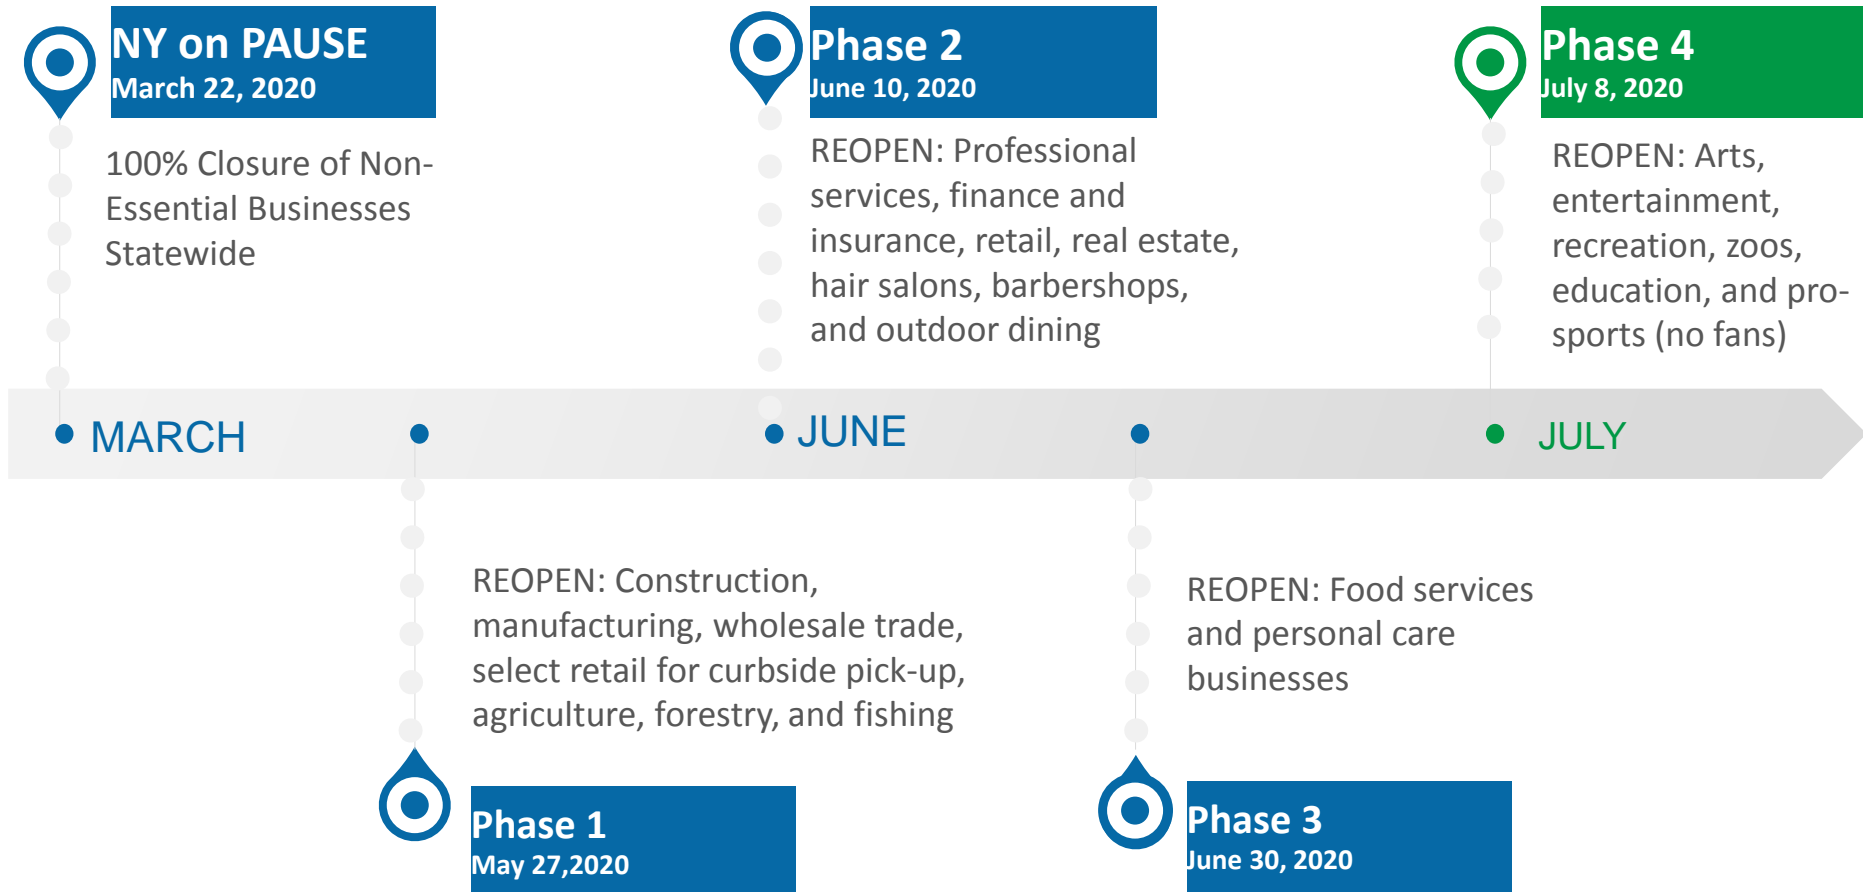 NY on PAUSE
March 22, 2020
100% Closure of Non-
Essential Businesses
Statewide
Phase 2
June 10, 2020
REOPEN: Professional
services, finance and
insurance, retail, real estate,
hair salons, barbershops,
and outdoor dining
Phase 4
July 8, 2020
REOPEN: Arts,
entertainment,
recreation, zoos,
education, and pro-
sports (no fans)
MARCH
JUNE
JULY
REOPEN: Construction,
manufacturing, wholesale trade,
select retail for curbside pick-up,
agriculture, forestry, and fishing
Phase 1
May 27,2020
REOPEN: Food services
and personal care
businesses
Phase 3
June 30, 2020